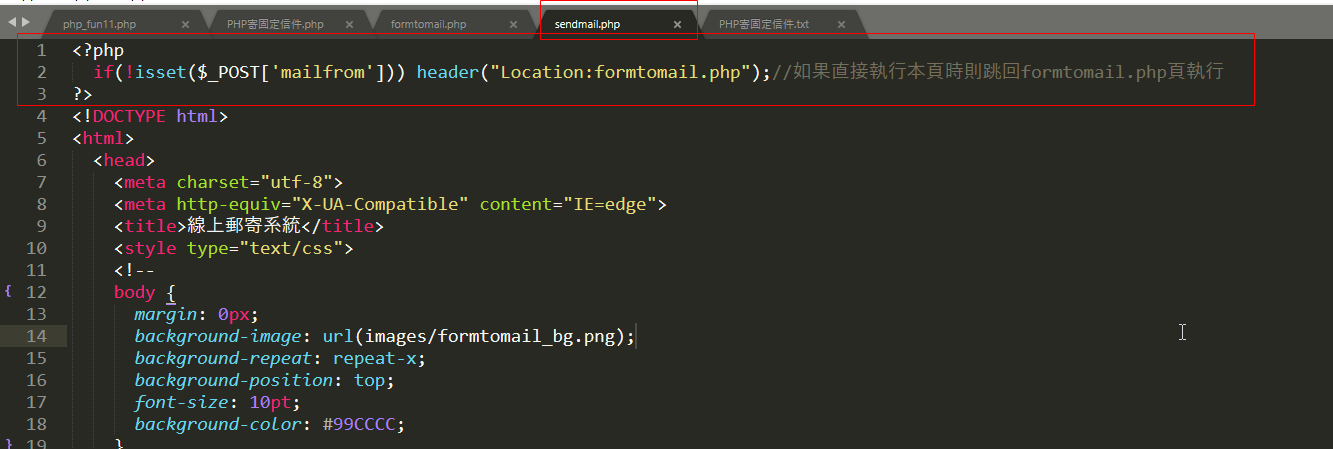 php_fun11.php × PHP寄固定信件.php × formtomail.php × sendmail.php × PHP寄固定信件.txt ×
1 <?php
2 if(!isset($_POST['mailfrom'])) header("Location:formtomail.php");//如果直接執行本頁時則跳回formtomail.php頁執行
3 ?>
4 <!DOCTYPE html>
5 <html>
6 <head>
7 <meta charset="utf-8">
8 <meta http-equiv="X-UA-Compatible" content="IE=edge">
9 <title>線上郵寄系統</title>
10 <style type="text/css">
11 <!--
{ 12 body {
13 margin: 0px;
14 background-image: url(images/formtomail_bg.png);
15 background-repeat: repeat-x;
16 background-position: top;
17 font-size: 10pt;
18 background-color: #99CCCC;
} 19 }